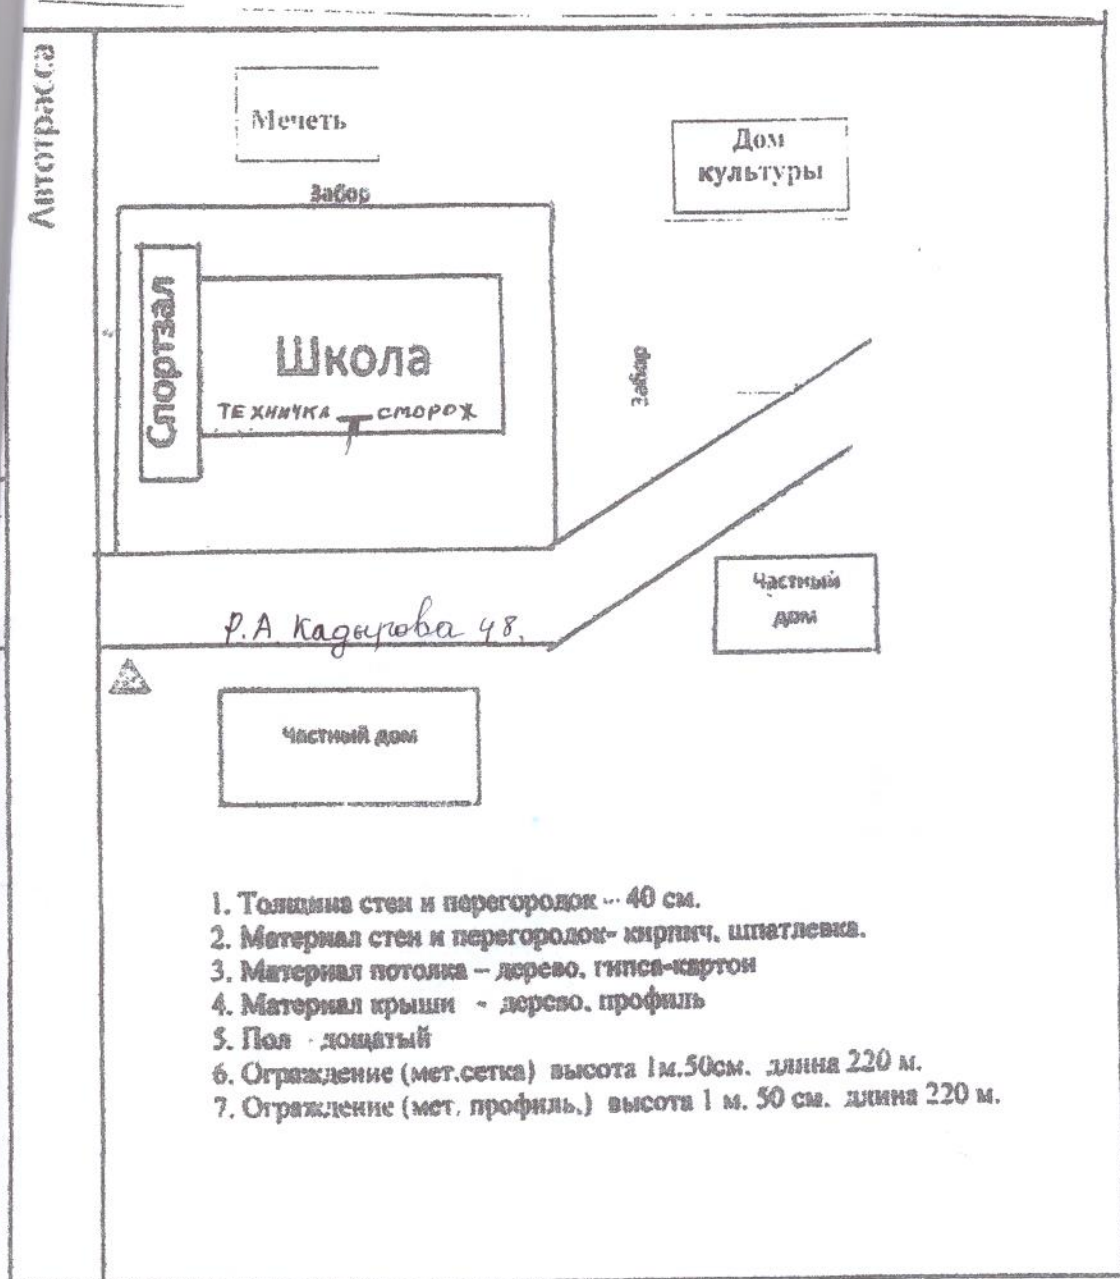 Автотрасса
Мечеть
Дом
культуры
Забор
Спортзал
Школа
ТЕХНИЧКА СТОРОЖ
Забор
Р.А. Кадырова 48.
Частный
дом
Частный дом
1. Толщина стен и перегородок - 40 см.
2. Материал стен и перегородок- кирпич, шпатлевка.
3. Материал потолка – дерево, гипса-картон
4. Материал крыши - дерево, профиль
5. Пол - дощатый
6. Ограждение (мет.сетка) высота 1м.50см. длина 220 м.
7. Ограждение (мет. профиль.) высота 1 м. 50 см. длина 220 м.